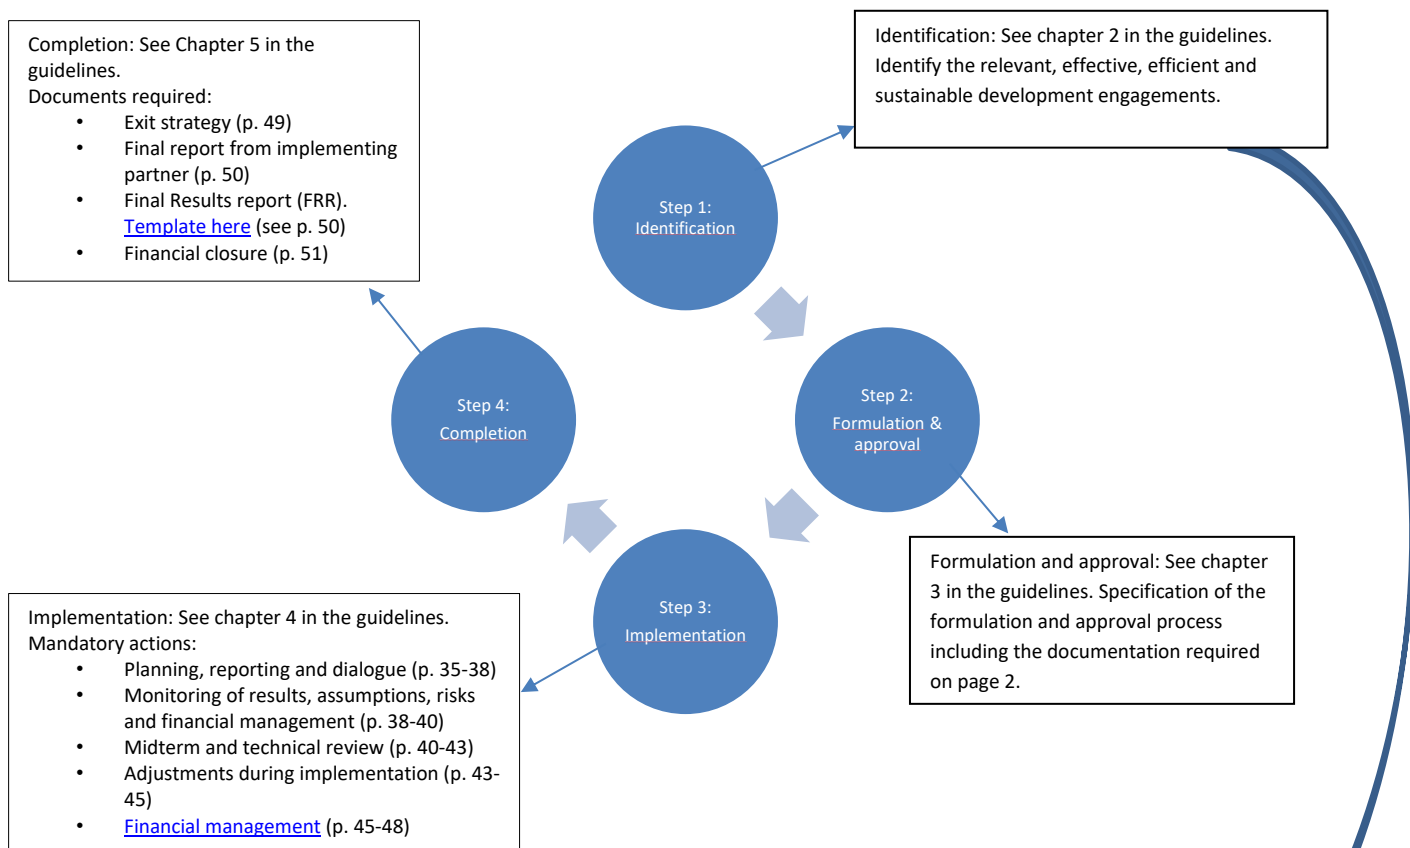 Completion: See Chapter 5 in the
guidelines.
Documents required:
• Exit strategy (p. 49)
• Final report from implementing
partner (p. 50)
• Final Results report (FRR).
Template here (see p. 50)
• Financial closure (p. 51)
Identification: See chapter 2 in the guidelines.
Identify the relevant, effective, efficient and
sustainable development engagements.
Step 1:
Identification
Step 2:
Formulation &
approval
Step 4:
Completion
Step 3:
Implementation
Formulation and approval: See chapter
3 in the guidelines. Specification of the
formulation and approval process
including the documentation required
on page 2.
Implementation: See chapter 4 in the guidelines.
Mandatory actions:
• Planning, reporting and dialogue (p. 35-38)
• Monitoring of results, assumptions, risks
and financial management (p. 38-40)
• Midterm and technical review (p. 40-43)
• Adjustments during implementation (p. 43-
45)
• Financial management (p. 45-48)